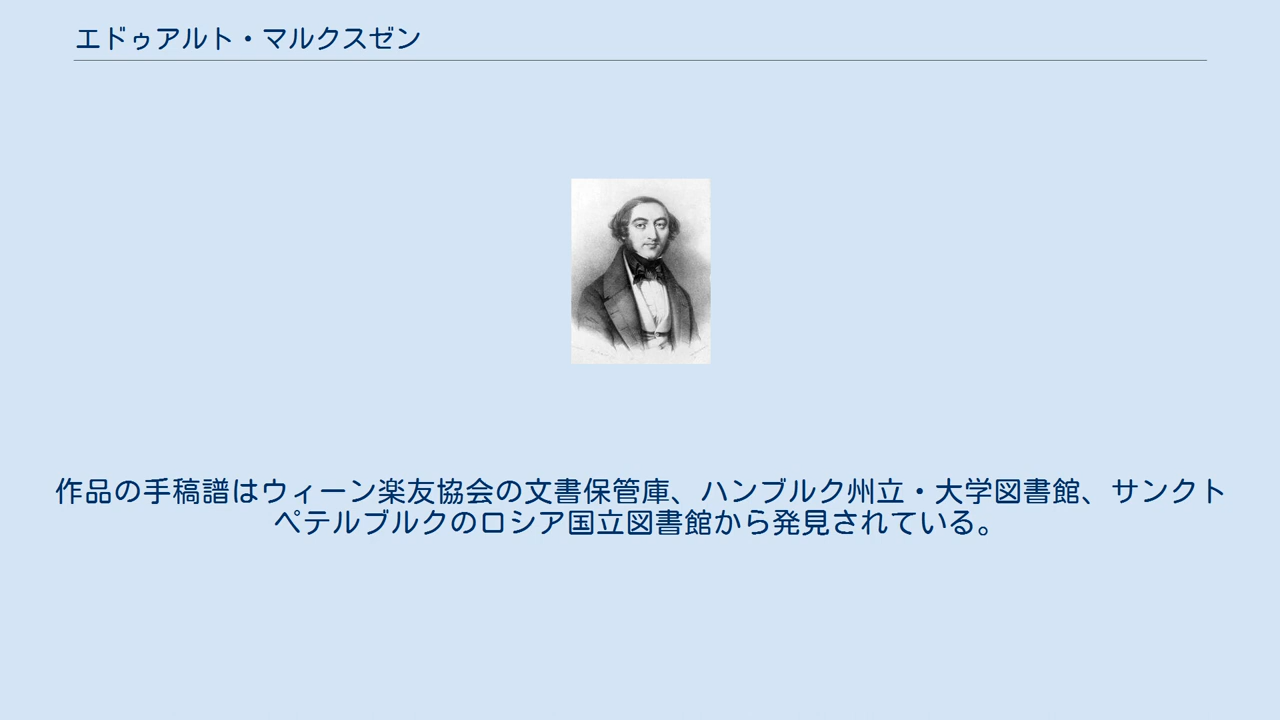 エドゥアルト・マルクスゼン
作品の手稿譜はウィーン楽友協会の文書保管庫、ハンブルク州立・大学図書館、サンクト
ペテルブルクのロシア国立図書館から発見されている。